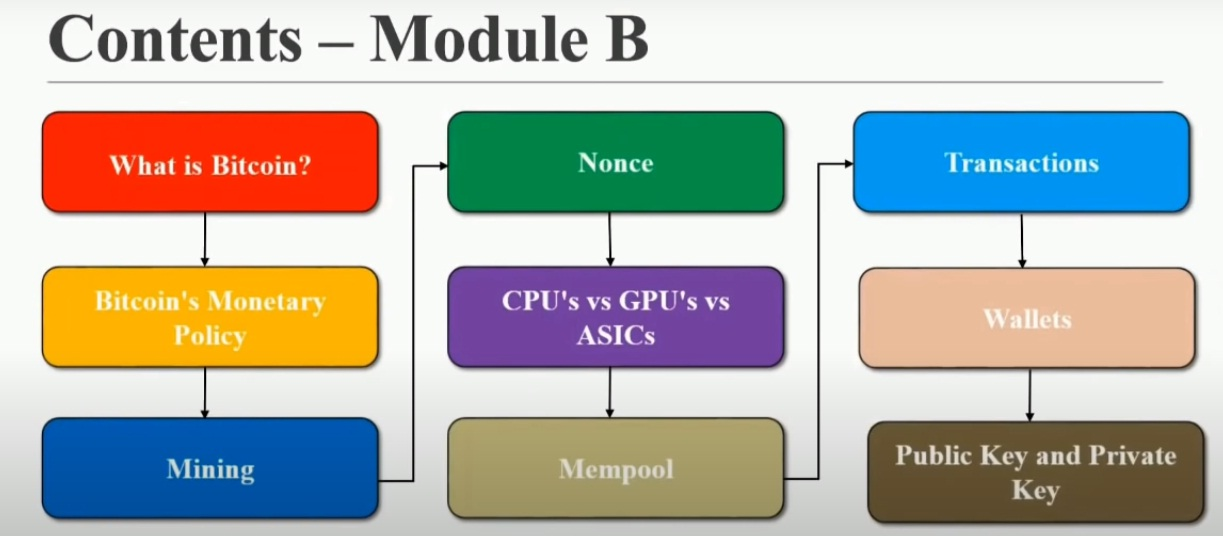 Contents – Module B
What is Bitcoin?
Bitcoin's Monetary
Policy
Mining
Nonce
CPU's vs GPU's vs
ASICs
Mempool
Transactions
Wallets
Public Key and Private
Key